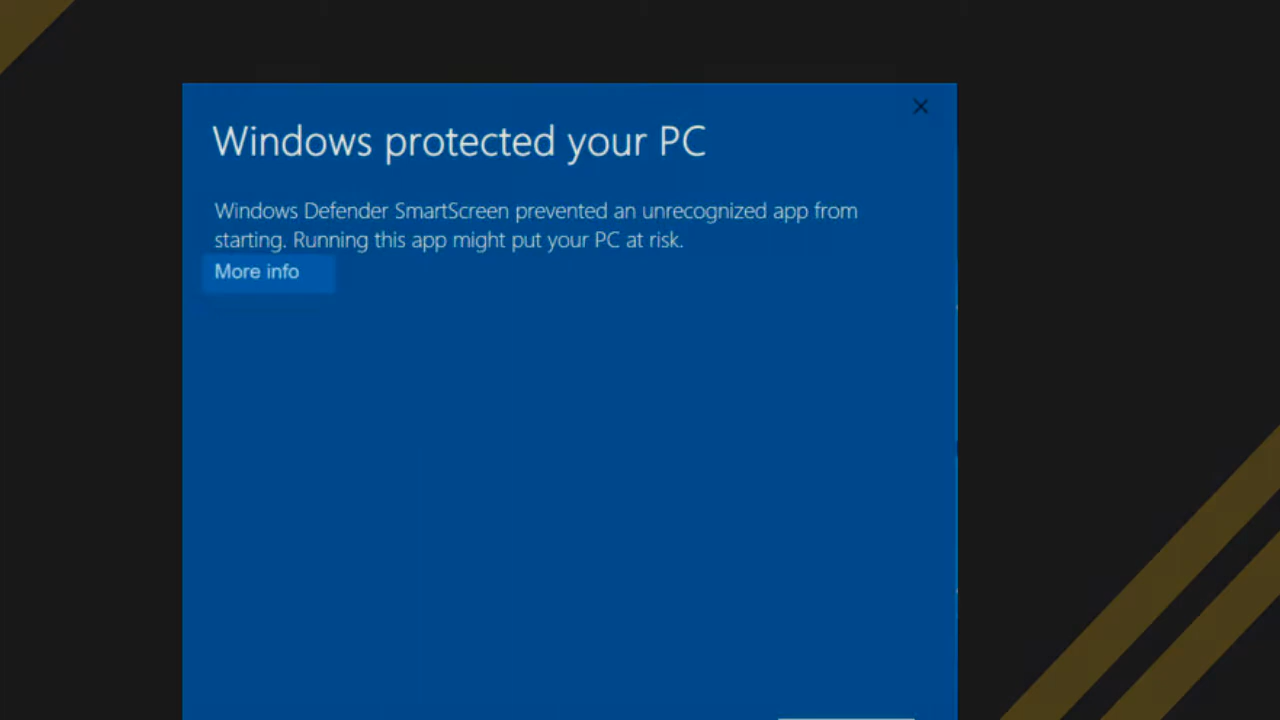 Windows protected your PC
Windows Defender SmartScreen prevented an unrecognized app from
starting. Running this app might put your PC at risk.
More info